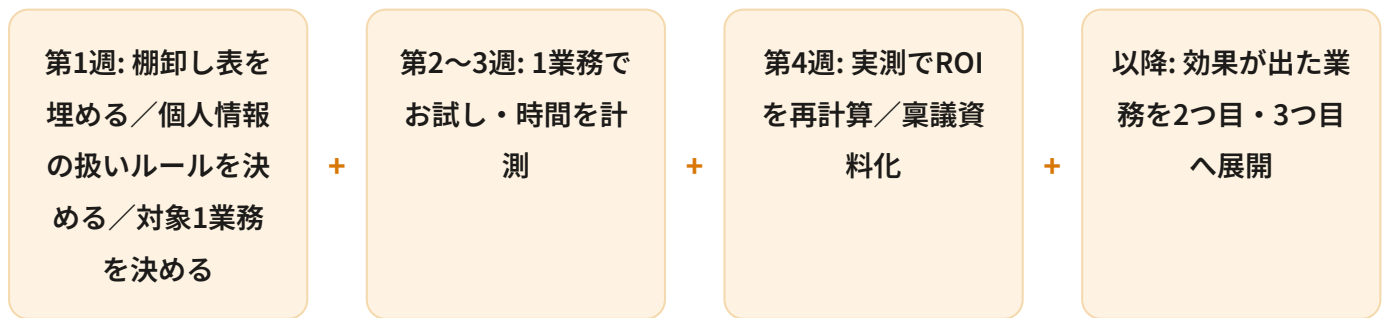 第1週: 棚卸し表を
埋める／個人情報
の扱いルールを決
める／対象1業務
を決める
+
第2〜3週: 1業務で
お試し・時間を計
測
+
第4週: 実測でROI
を再計算／稟議資
料化
+
以降: 効果が出た業
務を2つ目・3つ目
へ展開